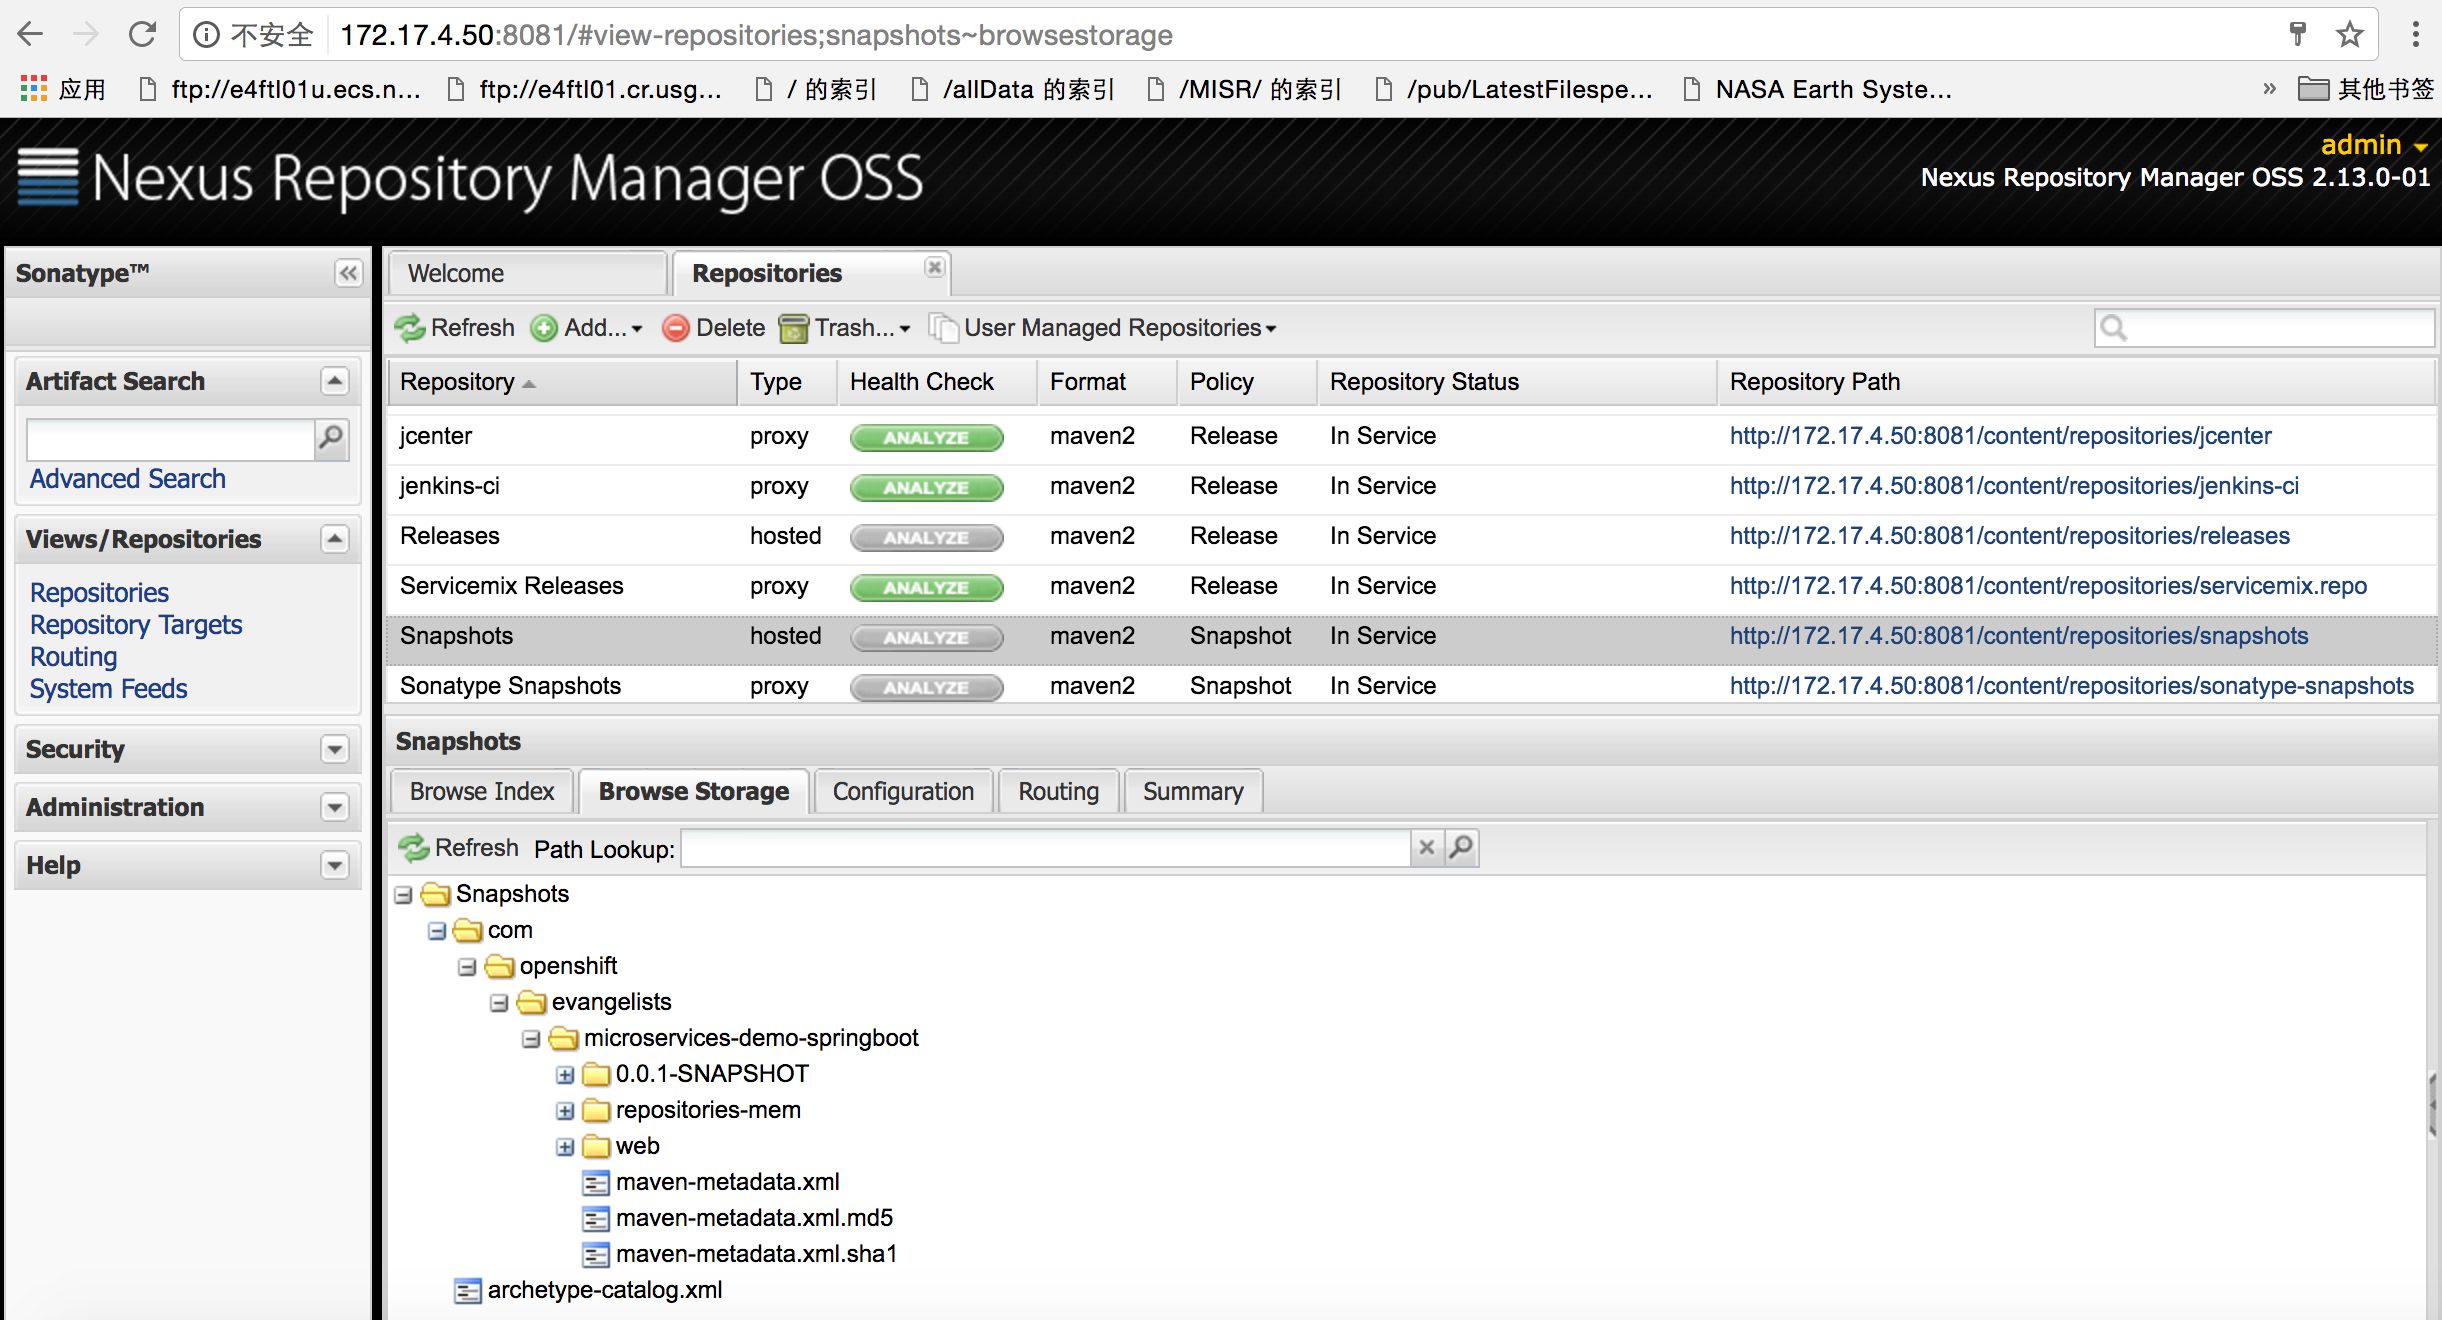 不安全 172.17.4.50:8081/#view-repositories;snapshots~browsestorage
应用 ftp://e4ftl01u.ecs.n... ftp://e4ftl01.cr.usg... / 的索引 /allData 的索引 /MISR/ 的索引 /pub/LatestFilespe... NASA Earth Syste... » 其他书签
Nexus Repository Manager OSS
admin
Nexus Repository Manager OSS 2.13.0-01
Sonatype™
Artifact Search
Advanced Search
Views/Repositories
Repositories
Repository Targets
Routing
System Feeds
Security
Administration
Help
Welcome Repositories
Refresh Add... Delete Trash... User Managed Repositories
Repository Type Health Check Format Policy Repository Status Repository Path
jcenter proxy ANALYZE maven2 Release In Service http://172.17.4.50:8081/content/repositories/jcenter
jenkins-ci proxy ANALYZE maven2 Release In Service http://172.17.4.50:8081/content/repositories/jenkins-ci
Releases hosted ANALYZE maven2 Release In Service http://172.17.4.50:8081/content/repositories/releases
Servicemix Releases proxy ANALYZE maven2 Release In Service http://172.17.4.50:8081/content/repositories/servicemix.repo
Snapshots hosted ANALYZE maven2 Snapshot In Service http://172.17.4.50:8081/content/repositories/snapshots
Sonatype Snapshots proxy ANALYZE maven2 Snapshot In Service http://172.17.4.50:8081/content/repositories/sonatype-snapshots
Snapshots
Browse Index Browse Storage Configuration Routing Summary
Refresh Path Lookup:
Snapshots
com
openshift
evangelists
microservices-demo-springboot
0.0.1-SNAPSHOT
repositories-mem
web
maven-metadata.xml
maven-metadata.xml.md5
maven-metadata.xml.sha1
archetype-catalog.xml